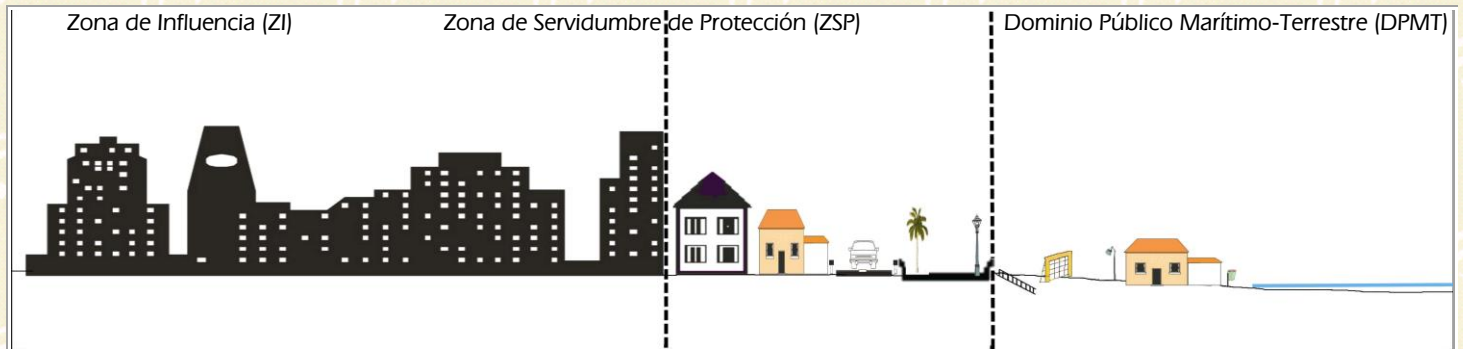 Zona de Influencia (ZI) Zona de Servidumbre de Protección (ZSP) Dominio Público Marítimo-Terrestre (DPMT)